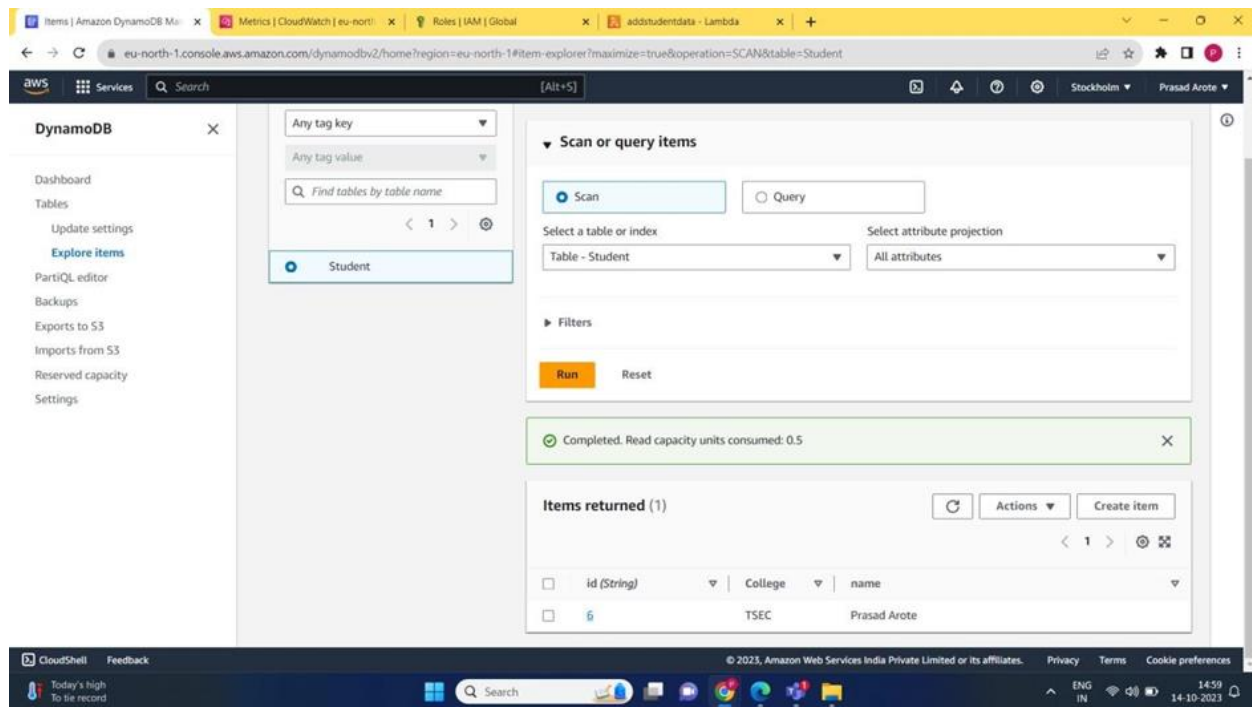 Items | Amazon DynamoDB Ma
Metrics | CloudWatch | eu-nort
Roles | IAM | Global
addstudentdata - Lambda
eu-north-1.console.aws.amazon.com/dynamodbv2/home?region=eu-north-1#item-explorer?maximize=true&operation=SCAN&table=Student
aws
Services
Search
[Alt+S]
Stockholm
Prasad Arote
DynamoDB
Dashboard
Tables
Update settings
Explore items
PartiQL editor
Backups
Exports to S3
Imports from S3
Reserved capacity
Settings
Any tag key
Any tag value
Find tables by table name
1
Student
Scan or query items
Scan
Query
Select a table or index
Table - Student
Select attribute projection
All attributes
Filters
Run
Reset
Completed. Read capacity units consumed: 0.5
Items returned (1)
Actions
Create item
1
id (String)
College
name
6
TSEC
Prasad Arote
CloudShell
Feedback
© 2023, Amazon Web Services India Private Limited or its affiliates.
Privacy
Terms
Cookie preferences
Today's high
To tie record
Search
ENG
IN
14:59
14-10-2023